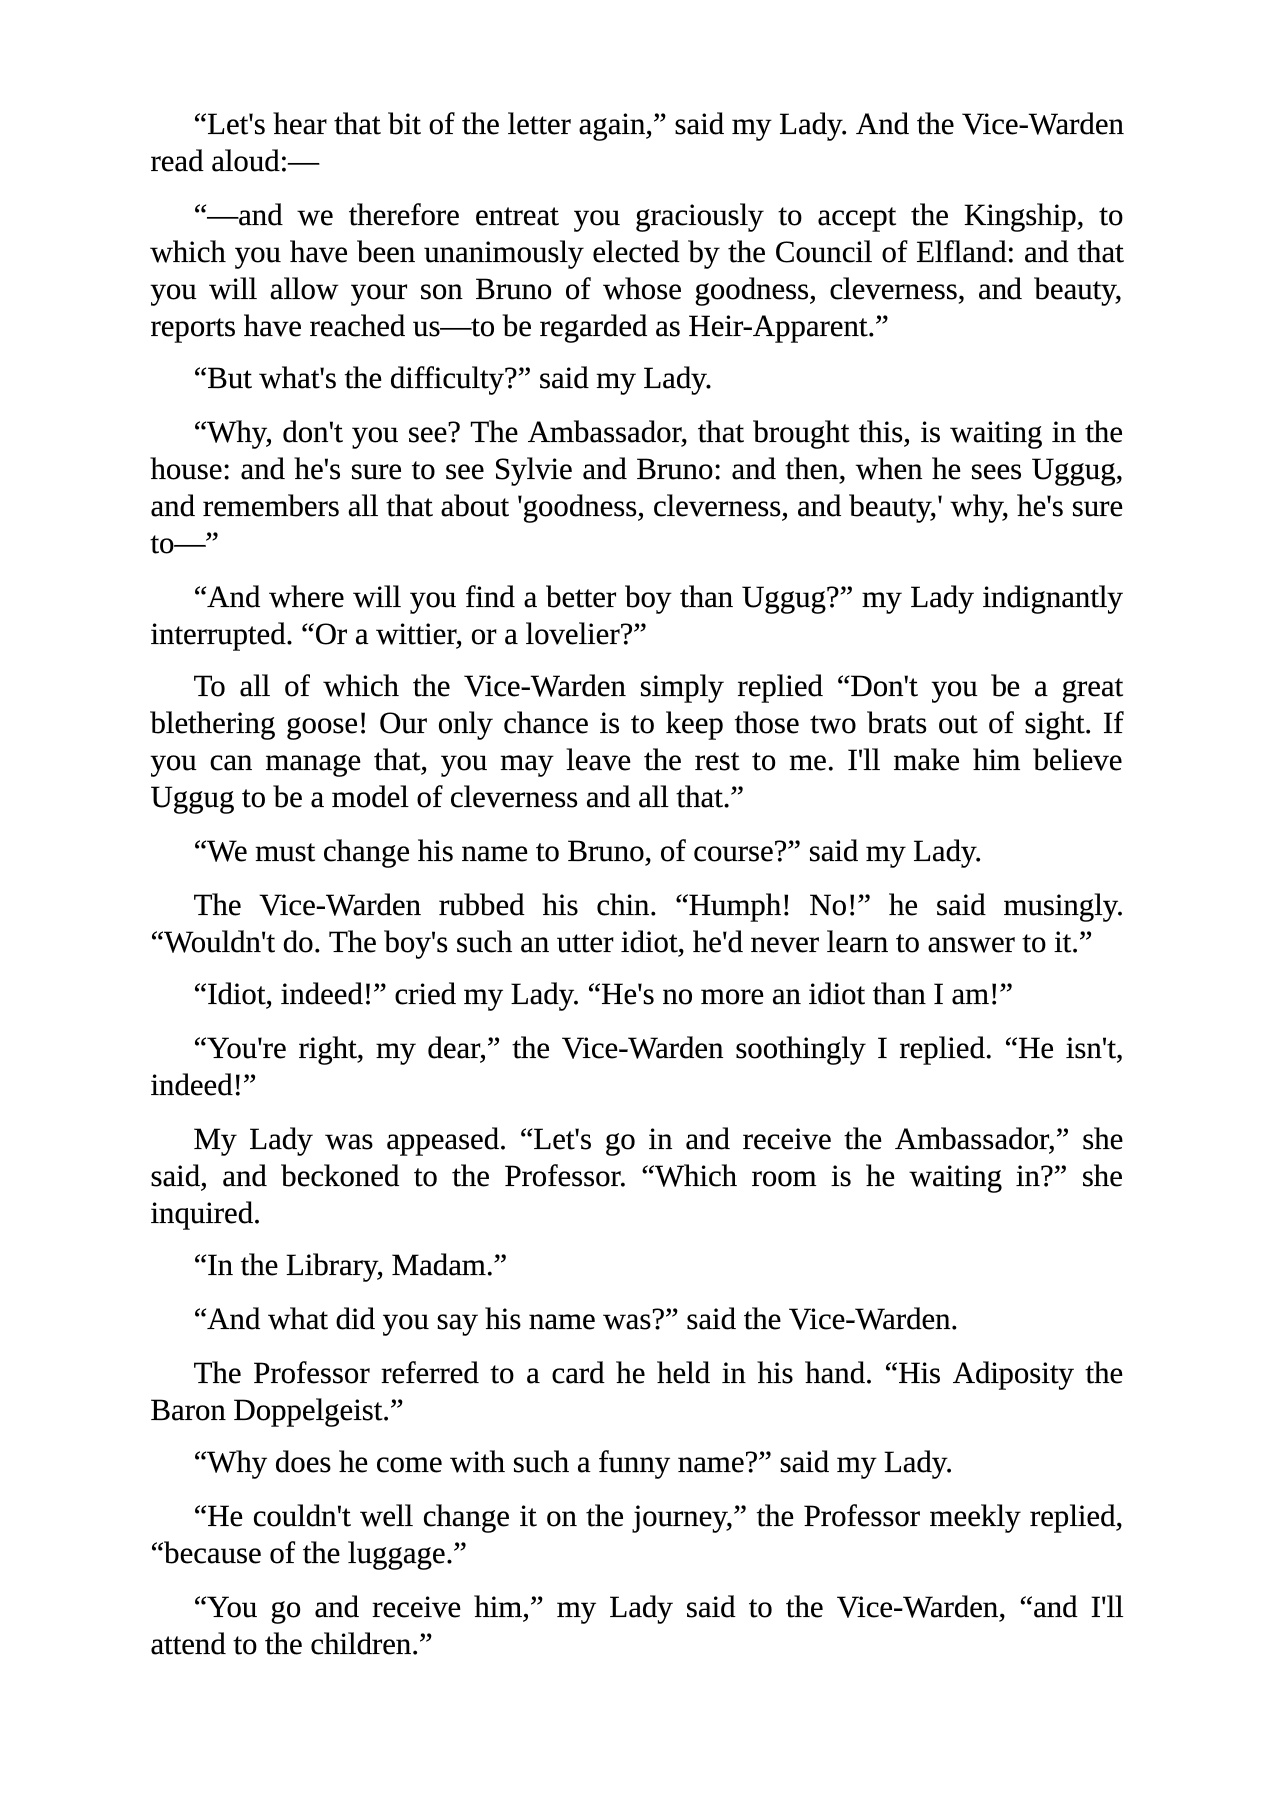 “Let's hear that bit of the letter again,” said my Lady. And the Vice-Warden
read aloud:—
“—and we therefore entreat you graciously to accept the Kingship, to
which you have been unanimously elected by the Council of Elfland: and that
you will allow your son Bruno of whose goodness, cleverness, and beauty,
reports have reached us—to be regarded as Heir-Apparent.”
“But what's the difficulty?” said my Lady.
“Why, don't you see? The Ambassador, that brought this, is waiting in the
house: and he's sure to see Sylvie and Bruno: and then, when he sees Uggug,
and remembers all that about 'goodness, cleverness, and beauty,' why, he's sure
to—”
“And where will you find a better boy than Uggug?” my Lady indignantly
interrupted. “Or a wittier, or a lovelier?”
To all of which the Vice-Warden simply replied “Don't you be a great
blethering goose! Our only chance is to keep those two brats out of sight. If
you can manage that, you may leave the rest to me. I'll make him believe
Uggug to be a model of cleverness and all that.”
“We must change his name to Bruno, of course?” said my Lady.
The Vice-Warden rubbed his chin. “Humph! No!” he said musingly.
“Wouldn't do. The boy's such an utter idiot, he'd never learn to answer to it.”
“Idiot, indeed!” cried my Lady. “He's no more an idiot than I am!”
“You're right, my dear,” the Vice-Warden soothingly I replied. “He isn't,
indeed!”
My Lady was appeased. “Let's go in and receive the Ambassador,” she
said, and beckoned to the Professor. “Which room is he waiting in?” she
inquired.
“In the Library, Madam.”
“And what did you say his name was?” said the Vice-Warden.
The Professor referred to a card he held in his hand. “His Adiposity the
Baron Doppelgeist.”
“Why does he come with such a funny name?” said my Lady.
“He couldn't well change it on the journey,” the Professor meekly replied,
“because of the luggage.”
“You go and receive him,” my Lady said to the Vice-Warden, “and I'll
attend to the children.”